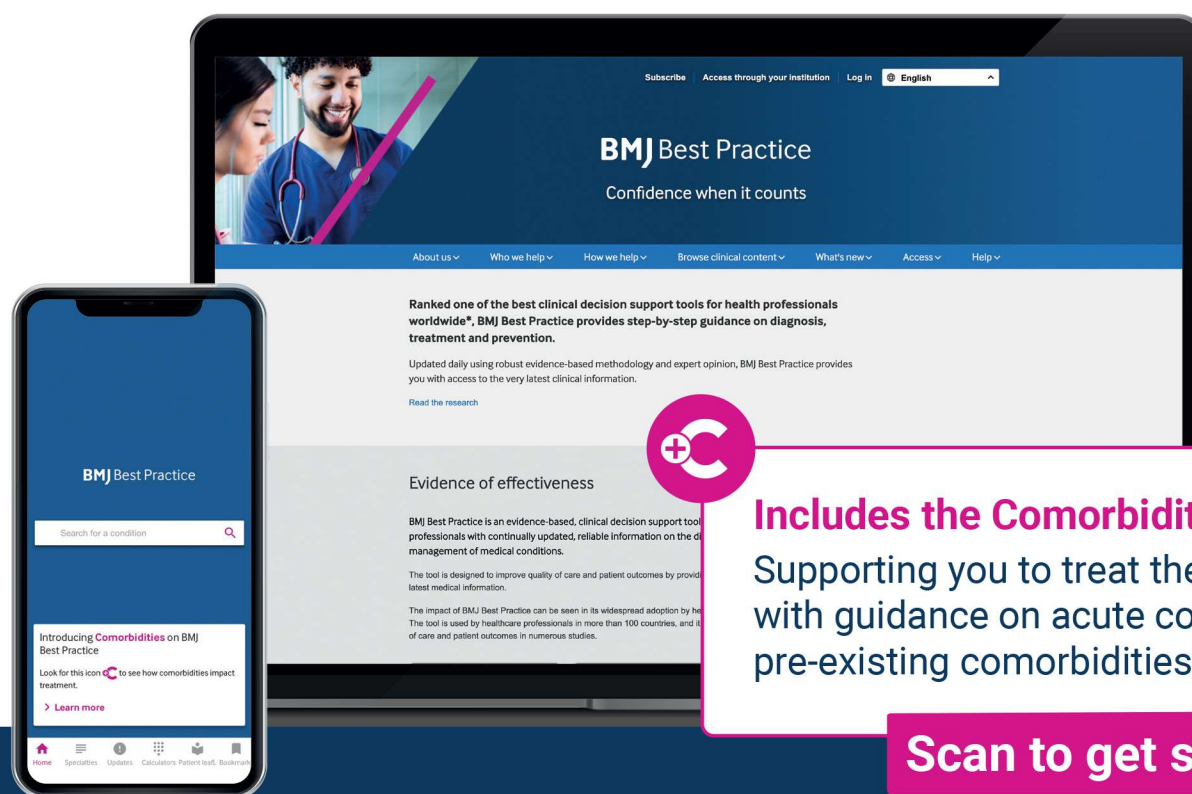 Subscribe Access through your institution Log in English
BMJ Best Practice
Confidence when it counts
About us Who we help How we help Browse clinical content What's new Access Help
Ranked one of the best clinical decision support tools for health professionals
worldwide*, BMJ Best Practice provides step-by-step guidance on diagnosis,
treatment and prevention.
Updated daily using robust evidence-based methodology and expert opinion, BMJ Best Practice provides
you with access to the very latest clinical information.
Read the research
Evidence of effectiveness
BMJ Best Practice is an evidence-based, clinical decision support tool
professionals with continually updated, reliable information on the di
management of medical conditions.
The tool is designed to improve quality of care and patient outcomes by providi
latest medical information.
The impact of BMJ Best Practice can be seen in its widespread adoption by he
The tool is used by healthcare professionals in more than 100 countries, and it
of care and patient outcomes in numerous studies.
+C
Includes the Comorbidit
Supporting you to treat the
with guidance on acute co
pre-existing comorbidities
Scan to get s
BMJ Best Practice
Search for a condition
Introducing Comorbidities on BMJ
Best Practice
Look for this icon +C to see how comorbidities impact
treatment.
> Learn more
Home Specialties Updates Calculators Patient leafl. Bookmark